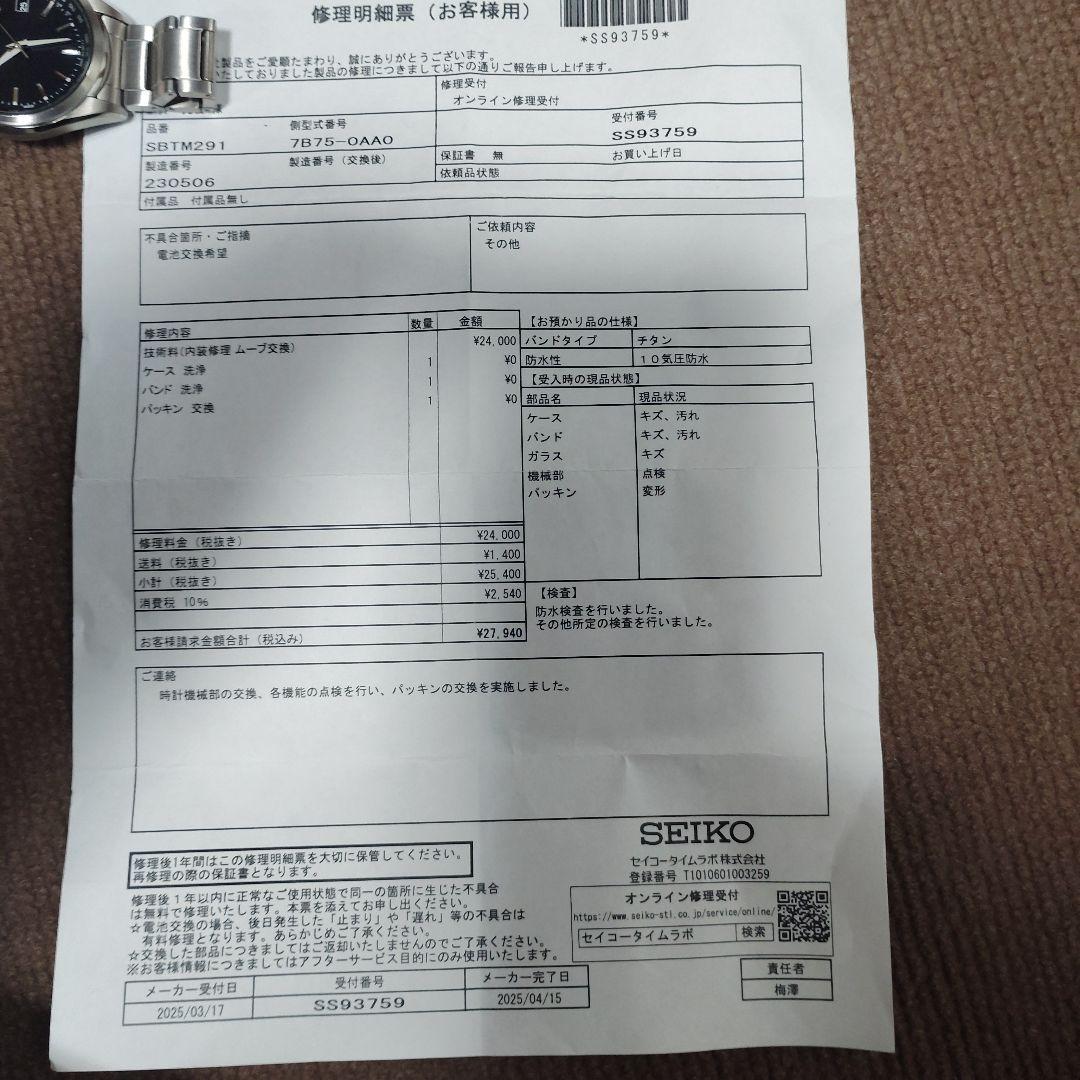 修理明細票（お客様用）
*SS93759*
製品をご愛顧たまわり、誠にありがとうございます。
いたしておりました製品の修理につきまして以下の通りご報告申し上げます。
修理受付
オンライン修理受付
品番 側型式番号
SBTM291 7B75-0AA0
受付番号
SS93759
製造番号 製造番号（交換後）
230506
保証書 無 お買い上げ日
依頼品状態
付属品 付属品無し
不具合箇所・ご指摘
電池交換希望
ご依頼内容
その他
修理内容 数量 金額
技術料(内装修理 ムーブ交換) ¥24,000
ケース 洗浄 1 ¥0
バンド 洗浄 1 ¥0
パッキン 交換 1 ¥0
【お預かり品の仕様】
バンドタイプ チタン
防水性 １０気圧防水
【受入時の現品状態】
部品名 現品状況
ケース キズ、汚れ
バンド キズ、汚れ
ガラス キズ
機械部 点検
パッキン 変形
修理料金（税抜き） ¥24,000
送料（税抜き） ¥1,400
小計（税抜き） ¥25,400
消費税 10% ¥2,540
お客様請求金額合計（税込み） ¥27,940
【検査】
防水検査を行いました。
その他所定の検査を行いました。
ご連絡
時計機械部の交換、各機能の点検を行い、パッキンの交換を実施しました。
修理後1年間はこの修理明細票を大切に保管してください。
再修理の際の保証書となります。
修理後１年以内に正常なご使用状態で同一の箇所に生じた不具合
は無料で修理いたします。本票を添えてお申し出ください。
☆電池交換の場合、後日発生した「止まり」や「遅れ」等の不具合は
有料修理となります。あらかじめご了承ください。
☆交換した部品につきましてはご返却いたしませんのでご了承ください。
※お客様情報につきましてはアフターサービス目的にのみ使用いたします。
SEIKO
セイコータイムラボ株式会社
登録番号 T1010601003259
オンライン修理受付
https://www.seiko-stl.co.jp/service/online/
セイコータイムラボ 検索
責任者
梅澤
メーカー受付日 受付番号 メーカー完了日
2025/03/17 SS93759 2025/04/15